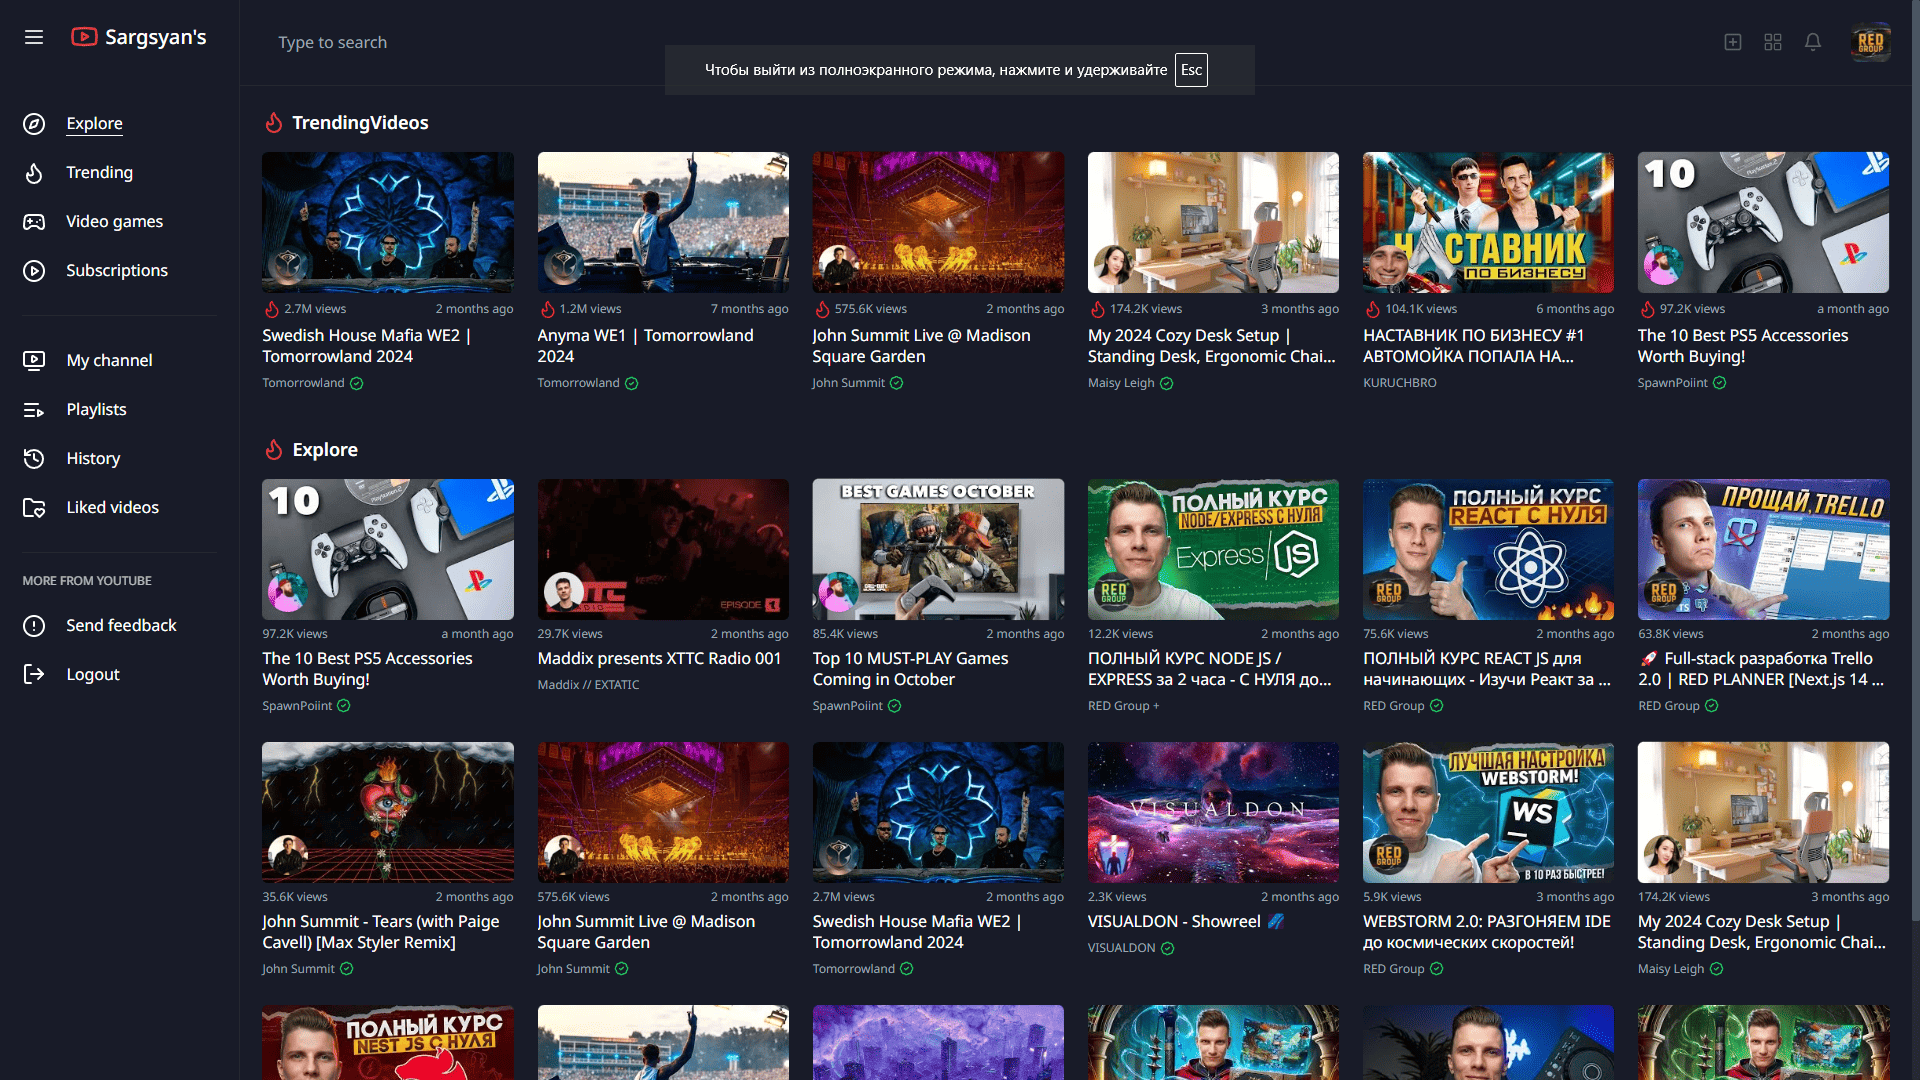 Sargsyan's
Type to search
Чтобы выйти из полноэкранного режима, нажмите и удерживайте Esc
RED GROUP
Explore
Trending
Video games
Subscriptions
My channel
Playlists
History
Liked videos
MORE FROM YOUTUBE
Send feedback
Logout
TrendingVideos
НАСТАВНИК
ПО БИЗНЕСУ
10
2.7M views 2 months ago
Swedish House Mafia WE2 |
Tomorrowland 2024
Tomorrowland
1.2M views 7 months ago
Anyma WE1 | Tomorrowland
2024
Tomorrowland
575.6K views 2 months ago
John Summit Live @ Madison
Square Garden
John Summit
174.2K views 3 months ago
My 2024 Cozy Desk Setup |
Standing Desk, Ergonomic Chai...
Maisy Leigh
104.1K views 6 months ago
НАСТАВНИК ПО БИЗНЕСУ #1
АВТОМОЙКА ПОПАЛА НА...
KURUCHBRO
97.2K views a month ago
The 10 Best PS5 Accessories
Worth Buying!
SpawnPoiint
Explore
10
97.2K views a month ago
The 10 Best PS5 Accessories
Worth Buying!
SpawnPoiint
EPISODE 1
29.7K views 2 months ago
Maddix presents XTTC Radio 001
Maddix // EXTATIC
BEST GAMES OCTOBER
85.4K views 2 months ago
Top 10 MUST-PLAY Games
Coming in October
SpawnPoiint
ПОЛНЫЙ КУРС
NODE/EXPRESS С НУЛЯ
Express JS
RED GROUP
12.2K views 2 months ago
ПОЛНЫЙ КУРС NODE JS /
EXPRESS за 2 часа - С НУЛЯ до...
RED Group +
ПОЛНЫЙ КУРС
REACT С НУЛЯ
RED GROUP
75.6K views 2 months ago
ПОЛНЫЙ КУРС REACT JS для
начинающих - Изучи Реакт за ...
RED Group
ПРОЩАЙ, TRELLO
RED GROUP
TS
63.8K views 2 months ago
🚀 Full-stack разработка Trello
2.0 | RED PLANNER [Next.js 14 ...
RED Group
35.6K views 2 months ago
John Summit - Tears (with Paige
Cavell) [Max Styler Remix]
John Summit
575.6K views 2 months ago
John Summit Live @ Madison
Square Garden
John Summit
2.7M views 2 months ago
Swedish House Mafia WE2 |
Tomorrowland 2024
Tomorrowland
VISUALDON
2.3K views 2 months ago
VISUALDON - Showreel
VISUALDON
ЛУЧШАЯ НАСТРОЙКА
WEBSTORM!
WS
RED GROUP
В 10 РАЗ БЫСТРЕЕ!
5.9K views 3 months ago
WEBSTORM 2.0: РАЗГОНЯЕМ IDE
до космических скоростей!
RED Group
174.2K views 3 months ago
My 2024 Cozy Desk Setup |
Standing Desk, Ergonomic Chai...
Maisy Leigh
ПОЛНЫЙ КУРС
NEST JS С НУЛЯ